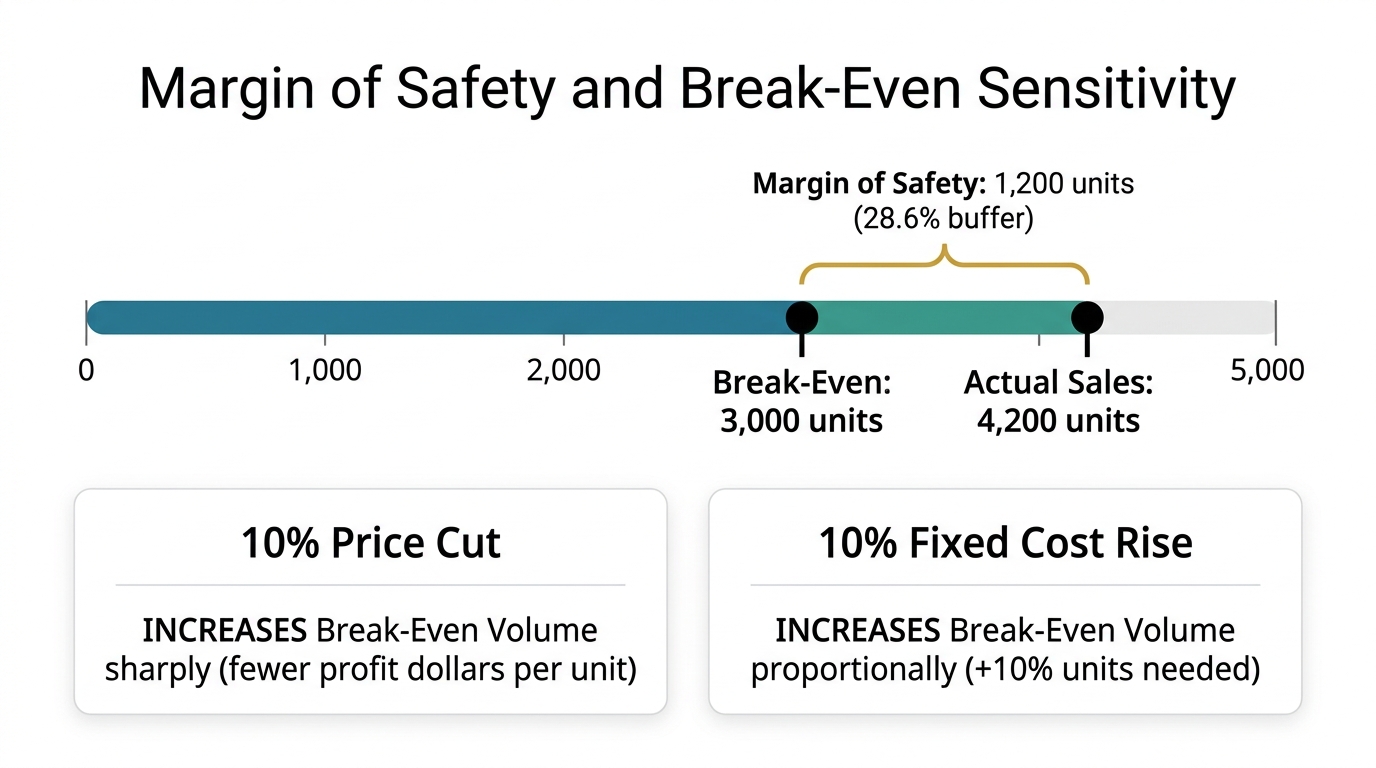 Margin of Safety and Break-Even Sensitivity
Margin of Safety: 1,200 units
(28.6% buffer)
0
1,000
2,000
5,000
Break-Even:
3,000 units
Actual Sales:
4,200 units
10% Price Cut
INCREASES Break-Even Volume
sharply (fewer profit dollars per unit)
10% Fixed Cost Rise
INCREASES Break-Even Volume
proportionally (+10% units needed)